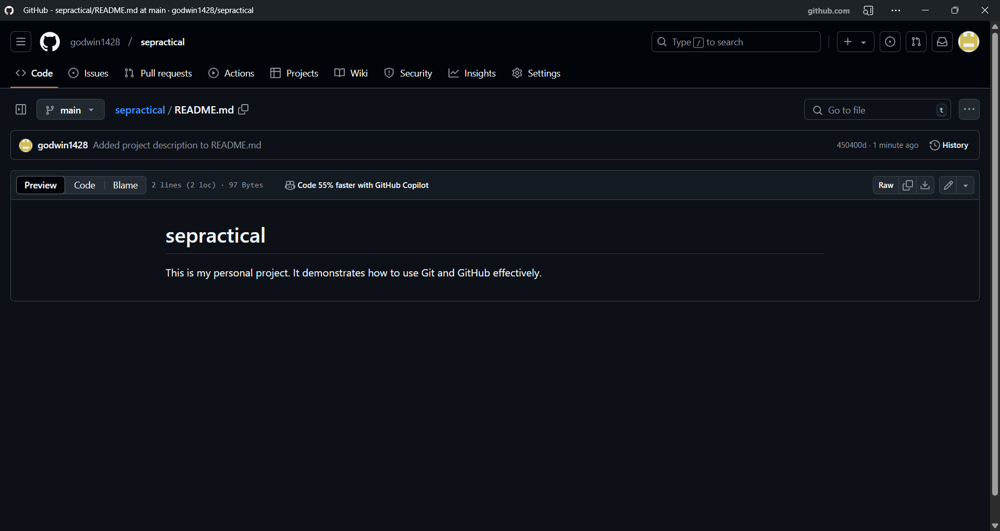 GitHub - sepractical/README.md at main · godwin1428/sepractical
github.com
godwin1428 / sepractical
Type / to search
Code Issues Pull requests Actions Projects Wiki Security Insights Settings
main sepractical / README.md
Go to file t
godwin1428 Added project description to README.md
450400d · 1 minute ago History
Preview Code Blame 2 lines (2 loc) · 97 Bytes Code 55% faster with GitHub Copilot Raw
sepractical
This is my personal project. It demonstrates how to use Git and GitHub effectively.